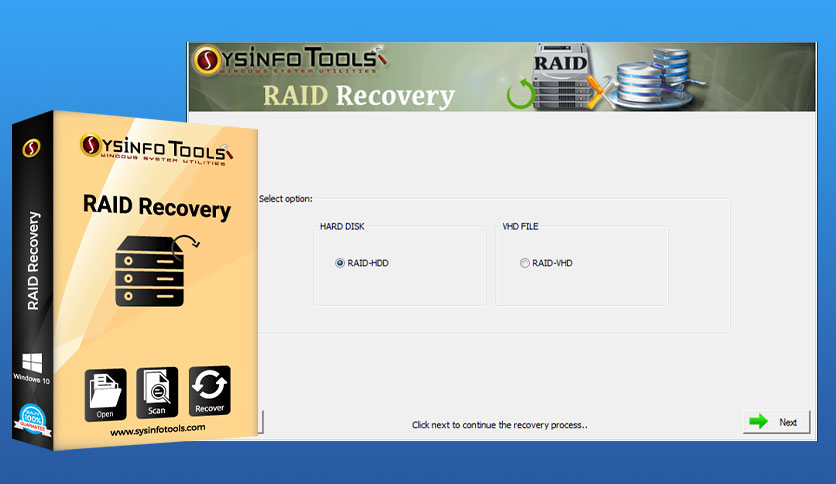 SYSINFO TOOLS
WINDOWS SYSTEM UTILITIES
RAID Recovery
RAID
Select option:
HARD DISK
RAID-HDD
VHD FILE
RAID-VHD
Click next to continue the recovery process..
Next
SYSINFO TOOLS
WINDOWS SYSTEM UTILITIES
RAID Recovery
Open
Scan
Recover
www.sysinfotools.com
S
RAID Recovery
Windows 10
100%
GUARANTEE